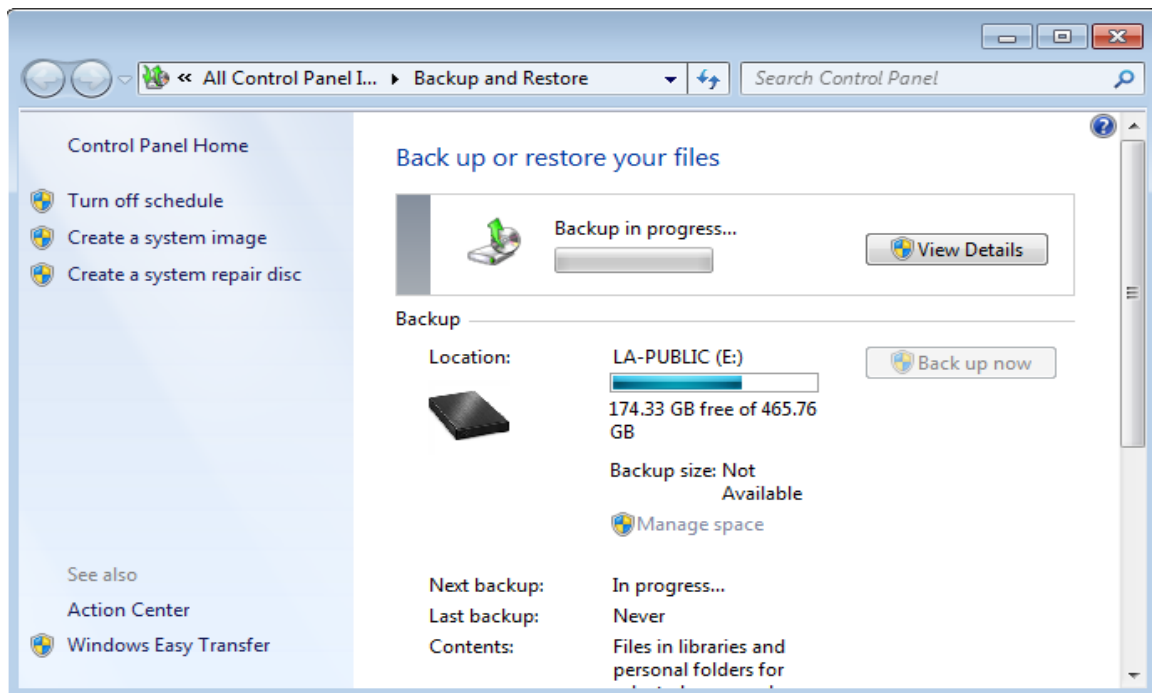 « All Control Panel I... ▸ Backup and Restore
Search Control Panel
Control Panel Home
Turn off schedule
Create a system image
Create a system repair disc
See also
Action Center
Windows Easy Transfer
Back up or restore your files
Backup in progress...
View Details
Backup
Location:
LA-PUBLIC (E:)
Back up now
174.33 GB free of 465.76
GB
Backup size: Not
Available
Manage space
Next backup: In progress...
Last backup: Never
Contents: Files in libraries and
personal folders for